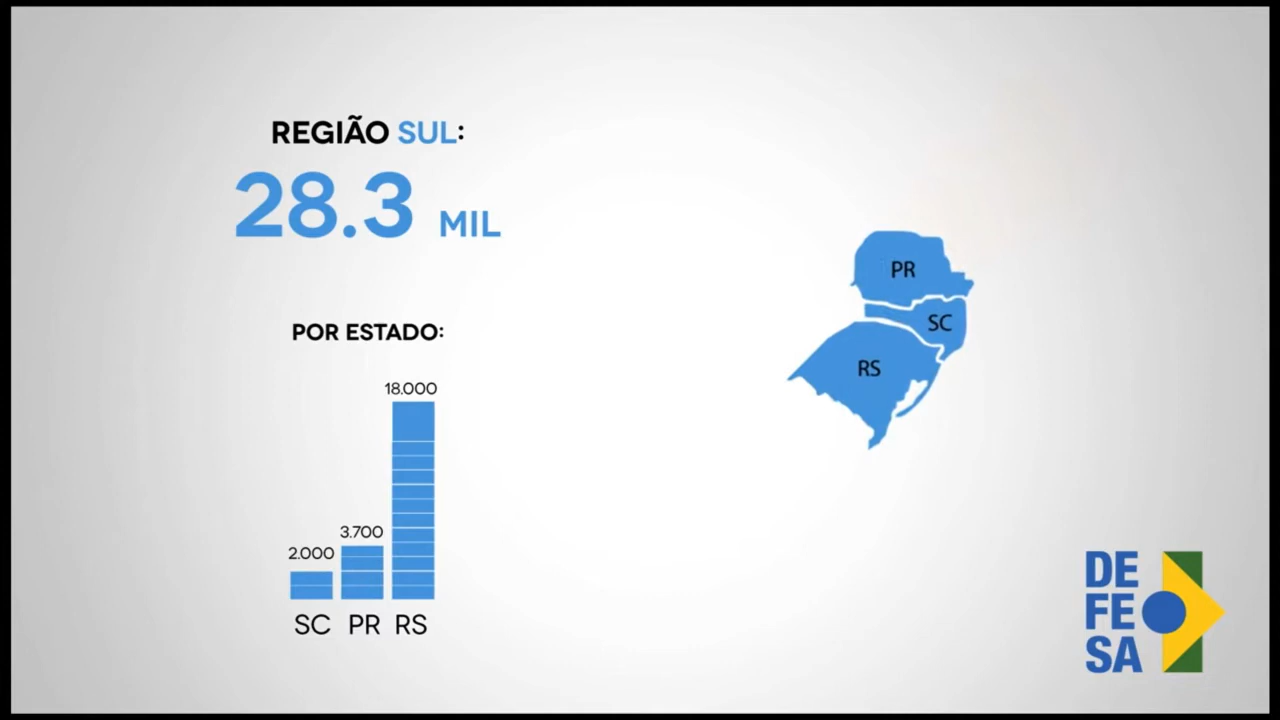 REGIÃO SUL:
28.3 MIL
POR ESTADO:
18.000
3.700
2.000
SC PR RS
PR
SC
RS
DE
FE
SA